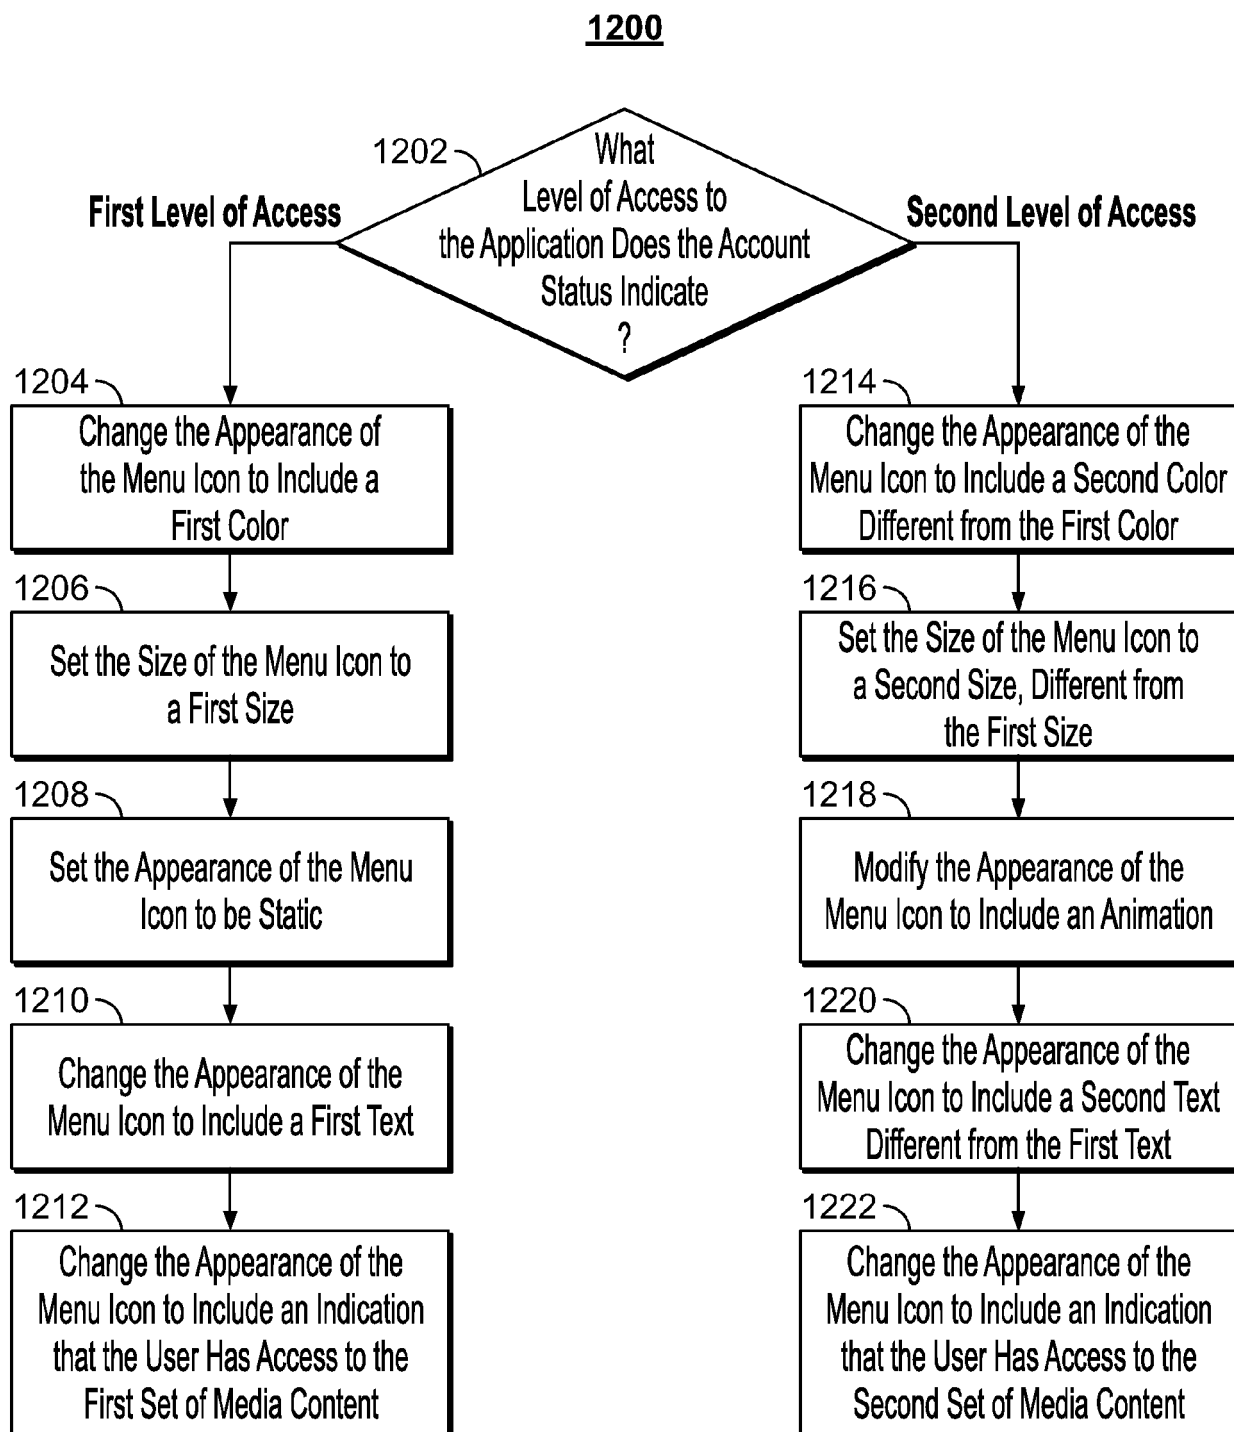 1200
1202
What
Level of Access to
the Application Does the Account
Status Indicate
?
First Level of Access
Second Level of Access
1204
Change the Appearance of
the Menu Icon to Include a
First Color
1206
Set the Size of the Menu Icon to
a First Size
1208
Set the Appearance of the Menu
Icon to be Static
1210
Change the Appearance of the
Menu Icon to Include a First Text
1212
Change the Appearance of the
Menu Icon to Include an Indication
that the User Has Access to the
First Set of Media Content
1214
Change the Appearance of the
Menu Icon to Include a Second Color
Different from the First Color
1216
Set the Size of the Menu Icon to
a Second Size, Different from
the First Size
1218
Modify the Appearance of the
Menu Icon to Include an Animation
1220
Change the Appearance of the
Menu Icon to Include a Second Text
Different from the First Text
1222
Change the Appearance of the
Menu Icon to Include an Indication
that the User Has Access to the
Second Set of Media Content